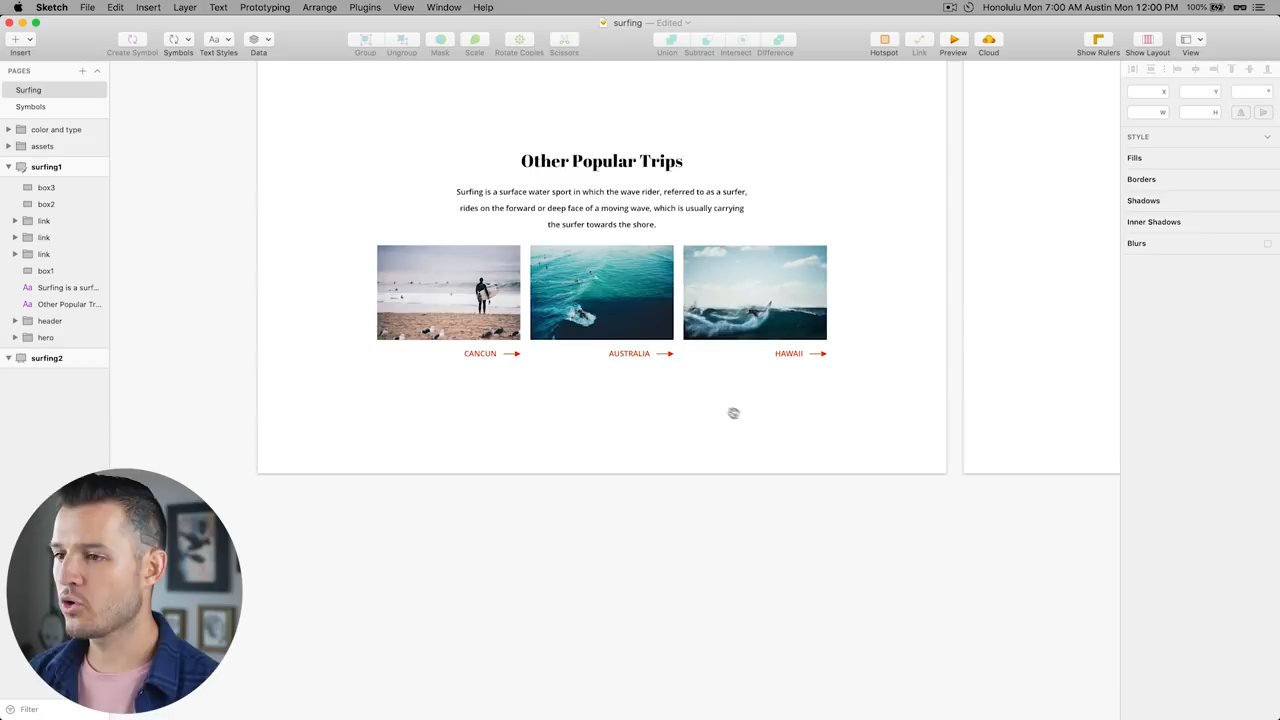 Sketch File Edit Insert Layer Text Prototyping Arrange Plugins View Window Help Honolulu Mon 7:00 AM Austin Mon 12:00 PM 100%
surfing — Edited
Insert Create Symbol Symbols Text Styles Data Group Ungroup Mask Scale Rotate Copies Scissors Union Subtract Intersect Difference Hotspot Link Preview Cloud Show Rulers Show Layout View
PAGES
Surfing
Symbols
color and type
assets
surfing1
box3
box2
link
link
link
box1
Aa Surfing is a surf...
Aa Other Popular Tr...
header
hero
surfing2
Filter
Other Popular Trips
Surfing is a surface water sport in which the wave rider, referred to as a surfer,
rides on the forward or deep face of a moving wave, which is usually carrying
the surfer towards the shore.
CANCUN AUSTRALIA HAWAII
X Y °
W H
STYLE
Fills
Borders
Shadows
Inner Shadows
Blurs